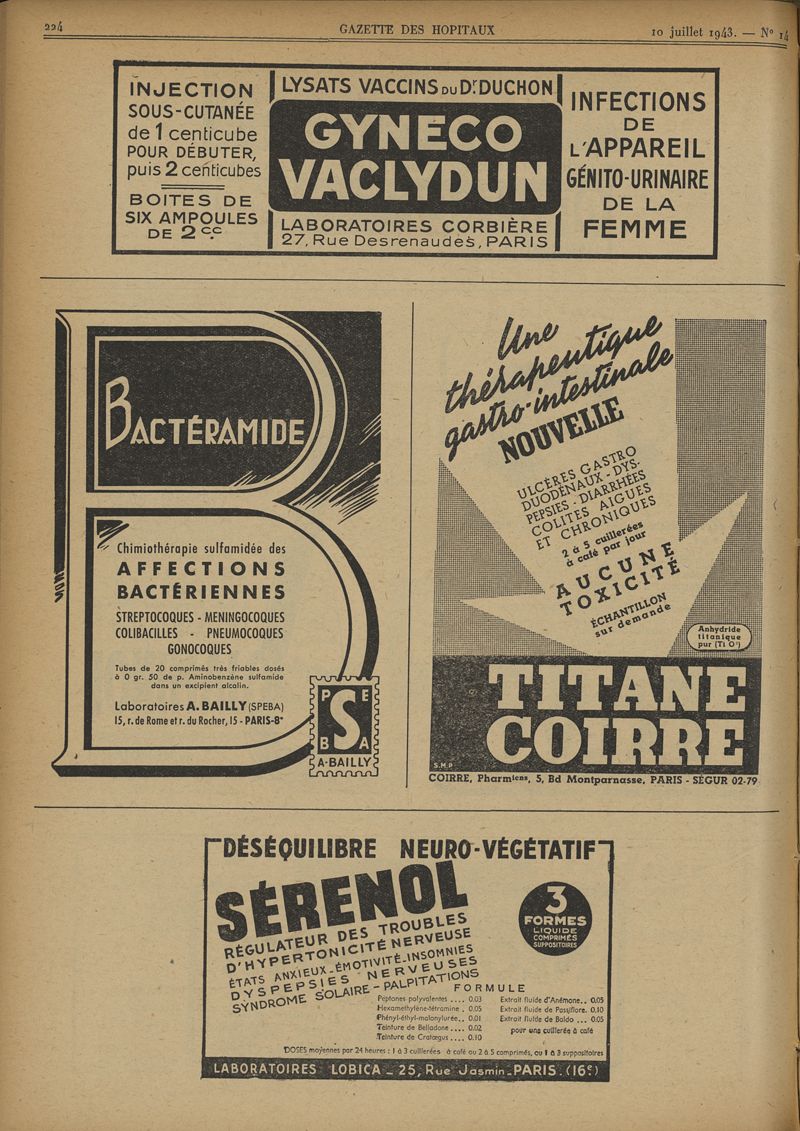 224
GAZETTE DES HOPITAUX
10 juillet 1943. — Nº 14
INJECTION
SOUS-CUTANÉE
de 1 centicube
POUR DÉBUTER,
puis 2 centicubes
BOITES DE
SIX AMPOULES
DE 2cc.
LYSATS VACCINS DU Dr DUCHON
GYNECO
VACLYDUN
LABORATOIRES CORBIÈRE
27, Rue Desrenaudes, PARIS
INFECTIONS
DE
L'APPAREIL
GÉNITO-URINAIRE
DE LA
FEMME
BACTÉRAMIDE
Chimiothérapie sulfamidée des
AFFECTIONS
BACTÉRIENNES
STREPTOCOQUES - MENINGOCOQUES
COLIBACILLES - PNEUMOCOQUES
GONOCOQUES
Tubes de 20 comprimés très friables dosés
à 0 gr. 50 de p. Aminobenzène sulfamide
dans un excipient alcalin.
Laboratoires A. BAILLY (SPEBA)
15, r. de Rome et r. du Rocher, 15 - PARIS-8e
P E
S
B A
A-BAILLY
Une
thérapeutique
gastro-intestinale
NOUVELLE
ULCÈRES GASTRO
DUODÉNAUX - DYS-
PEPSIES - DIARRHÉES
COLITES AIGUES
ET CHRONIQUES
2 à 5 cuillerées
à café par jour
AUCUNE
TOXICITÉ
ÉCHANTILLON
sur demande
Anhydride
titanique
pur (Ti O²)
TITANE
COIRRE
S.M.P
COIRRE, Pharmiens, 5, Bd Montparnasse, PARIS - SÉGUR 02-79
DÉSÉQUILIBRE NEURO-VÉGÉTATIF
SÉRENOL
RÉGULATEUR DES TROUBLES
D'HYPERTONICITÉ NERVEUSE
ÉTATS ANXIEUX-ÉMOTIVITÉ-INSOMNIES
DYSPEPSIES NERVEUSES
SYNDROME SOLAIRE - PALPITATIONS
3
FORMES
LIQUIDE
COMPRIMÉS
SUPPOSITOIRES
FORMULE
Peptones polyvalentes .... 0.03
Hexaméthylène-tétramine . 0.05
Phényl-éthyl-malonylurée.. 0.01
Teinture de Belladone .... 0.02
Teinture de Cratœgus .... 0.10
Extrait fluide d'Anémone.. 0.05
Extrait fluide de Passiflore. 0.10
Extrait fluide de Boldo ... 0.05
pour une cuillerée à café
DOSES moyennes par 24 heures : 1 à 3 cuillerées à café ou 2 à 5 comprimés, ou 1 à 3 suppositoires
LABORATOIRES LOBICA - 25, Rue Jasmin - PARIS. (16e)